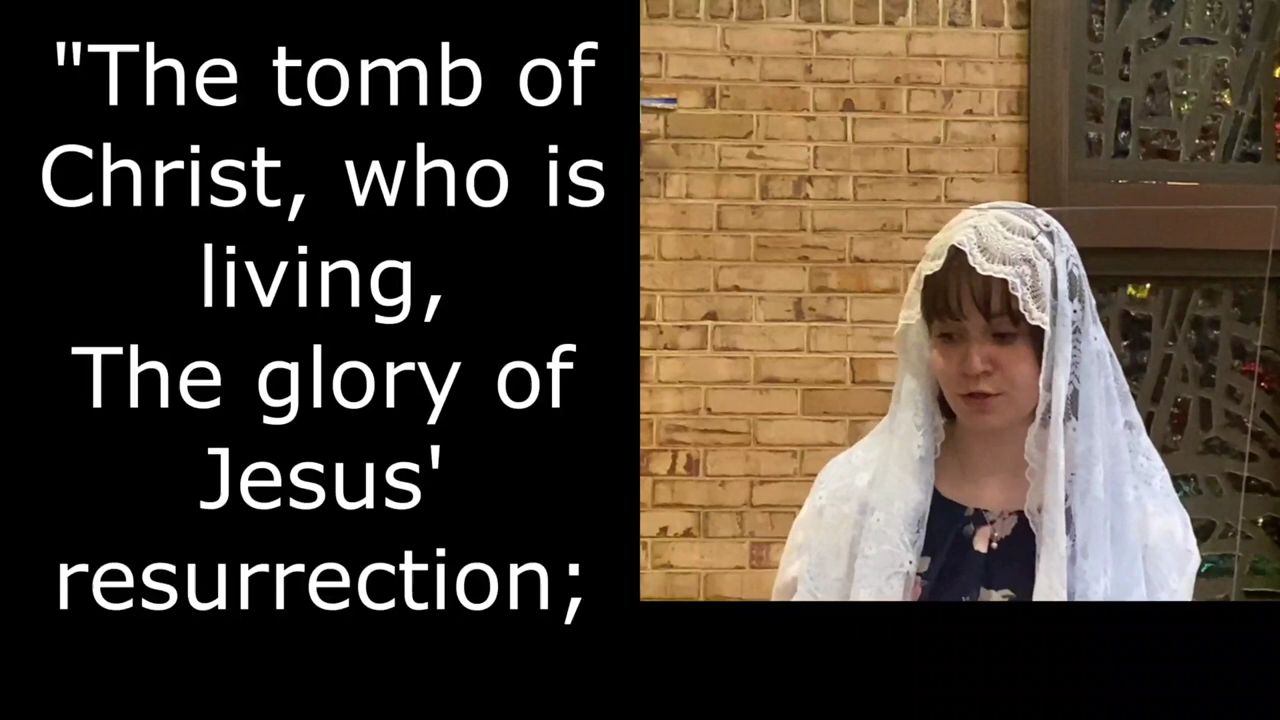 "The tomb of
Christ, who is
living,
The glory of
Jesus'
resurrection;